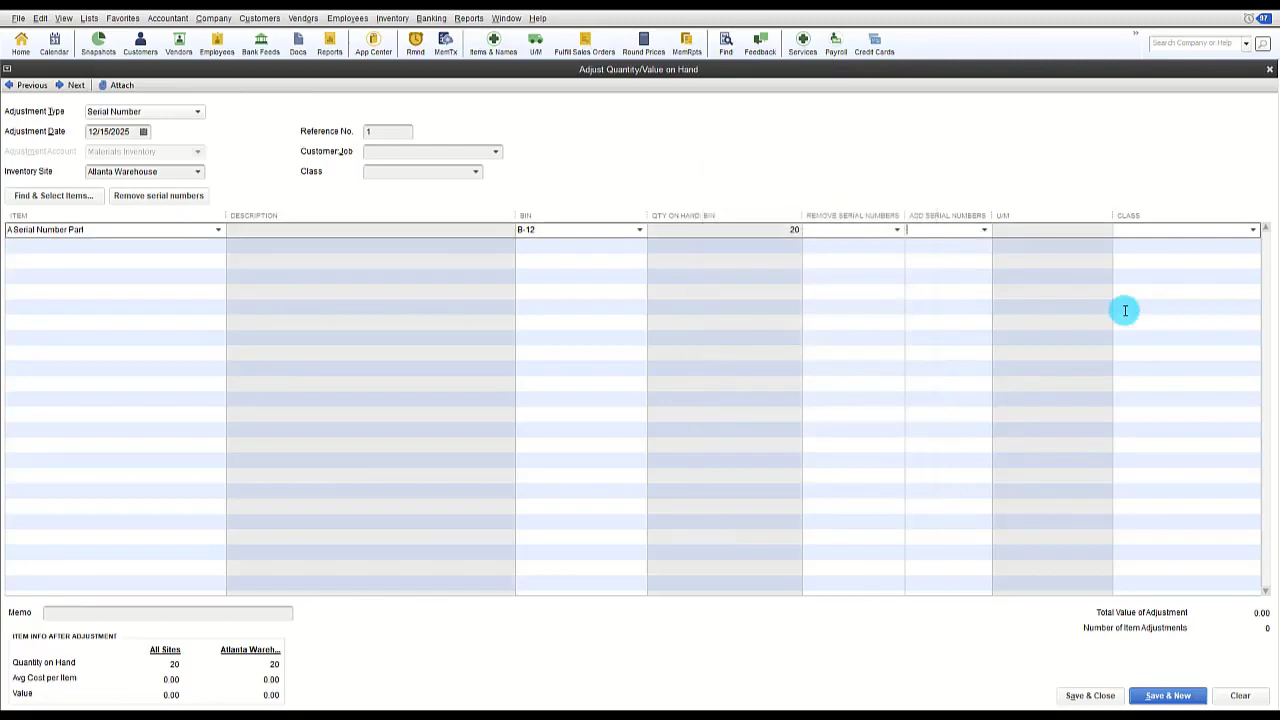 File Edit View Lists Favorites Accountant Company Customers Vendors Employees Inventory Banking Reports Window Help 97
Home Calendar Snapshots Customers Vendors Employees Bank Feeds Docs Reports App Center Rmnd MemTx Items & Names U/M Fulfill Sales Orders Round Prices MemRpts Find Feedback Services Payroll Credit Cards » Search Company or Help
Adjust Quantity/Value on Hand
Previous Next Attach
Adjustment Type Serial Number
Adjustment Date 12/15/2025 Reference No. 1
Adjustment Account Materials Inventory Customer:Job
Inventory Site Atlanta Warehouse Class
Find & Select Items... Remove serial numbers
ITEM DESCRIPTION BIN QTY ON HAND: BIN REMOVE SERIAL NUMBERS ADD SERIAL NUMBERS U/M CLASS
A Serial Number Part B-12 20
Memo Total Value of Adjustment 0.00
Number of Item Adjustments 0
ITEM INFO AFTER ADJUSTMENT
All Sites Atlanta Wareh...
Quantity on Hand 20 20
Avg Cost per Item 0.00 0.00
Value 0.00 0.00
Save & Close Save & New Clear